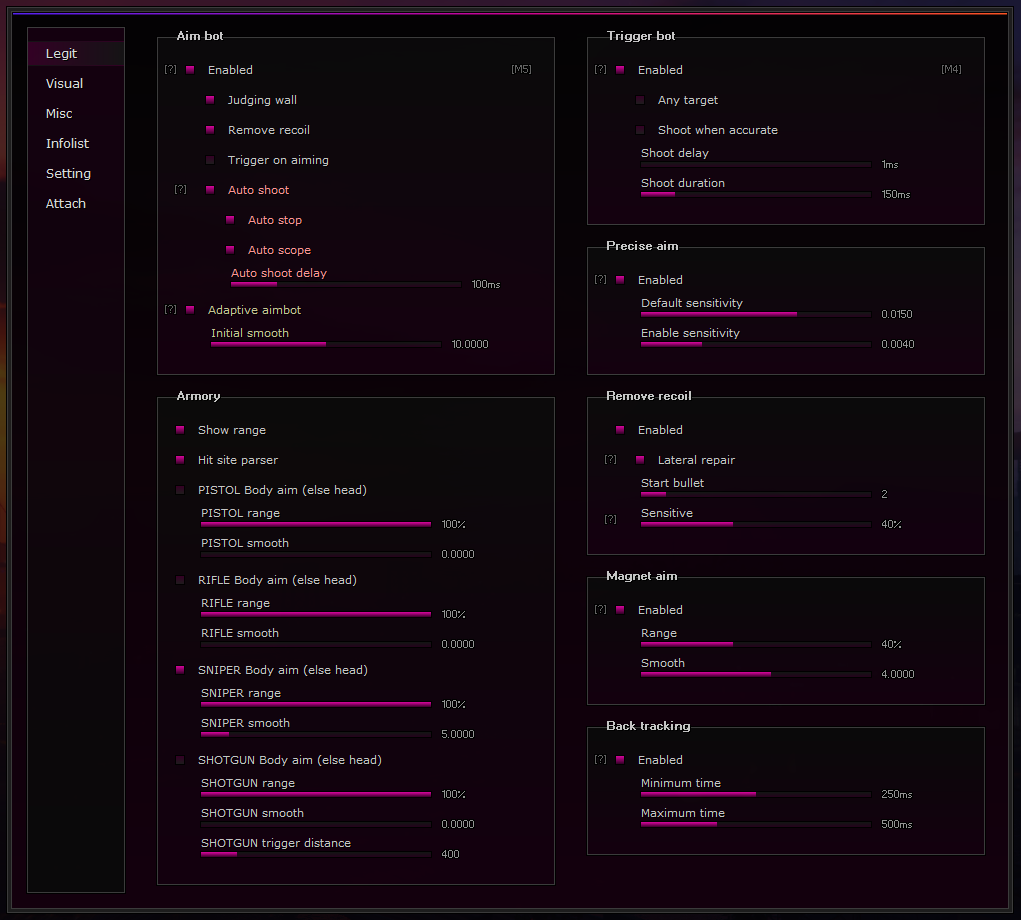 Legit
Visual
Misc
Infolist
Setting
Attach
Aim bot
[?] Enabled [M5]
Judging wall
Remove recoil
Trigger on aiming
[?] Auto shoot
Auto stop
Auto scope
Auto shoot delay
100ms
[?] Adaptive aimbot
Initial smooth
10.0000
Armory
Show range
Hit site parser
PISTOL Body aim (else head)
PISTOL range
100%
PISTOL smooth
0.0000
RIFLE Body aim (else head)
RIFLE range
100%
RIFLE smooth
0.0000
SNIPER Body aim (else head)
SNIPER range
100%
SNIPER smooth
5.0000
SHOTGUN Body aim (else head)
SHOTGUN range
100%
SHOTGUN smooth
0.0000
SHOTGUN trigger distance
400
Trigger bot
[?] Enabled [M4]
Any target
Shoot when accurate
Shoot delay
1ms
Shoot duration
150ms
Precise aim
[?] Enabled
Default sensitivity
0.0150
Enable sensitivity
0.0040
Remove recoil
Enabled
[?] Lateral repair
Start bullet
2
[?] Sensitive
40%
Magnet aim
[?] Enabled
Range
40%
Smooth
4.0000
Back tracking
[?] Enabled
Minimum time
250ms
Maximum time
500ms